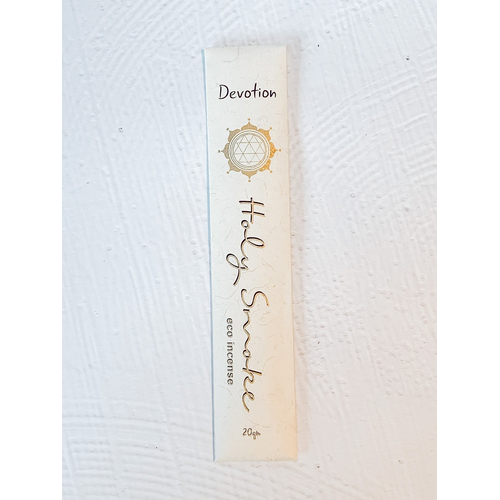 Devotion
Holy Smoke
eco incense
20gm